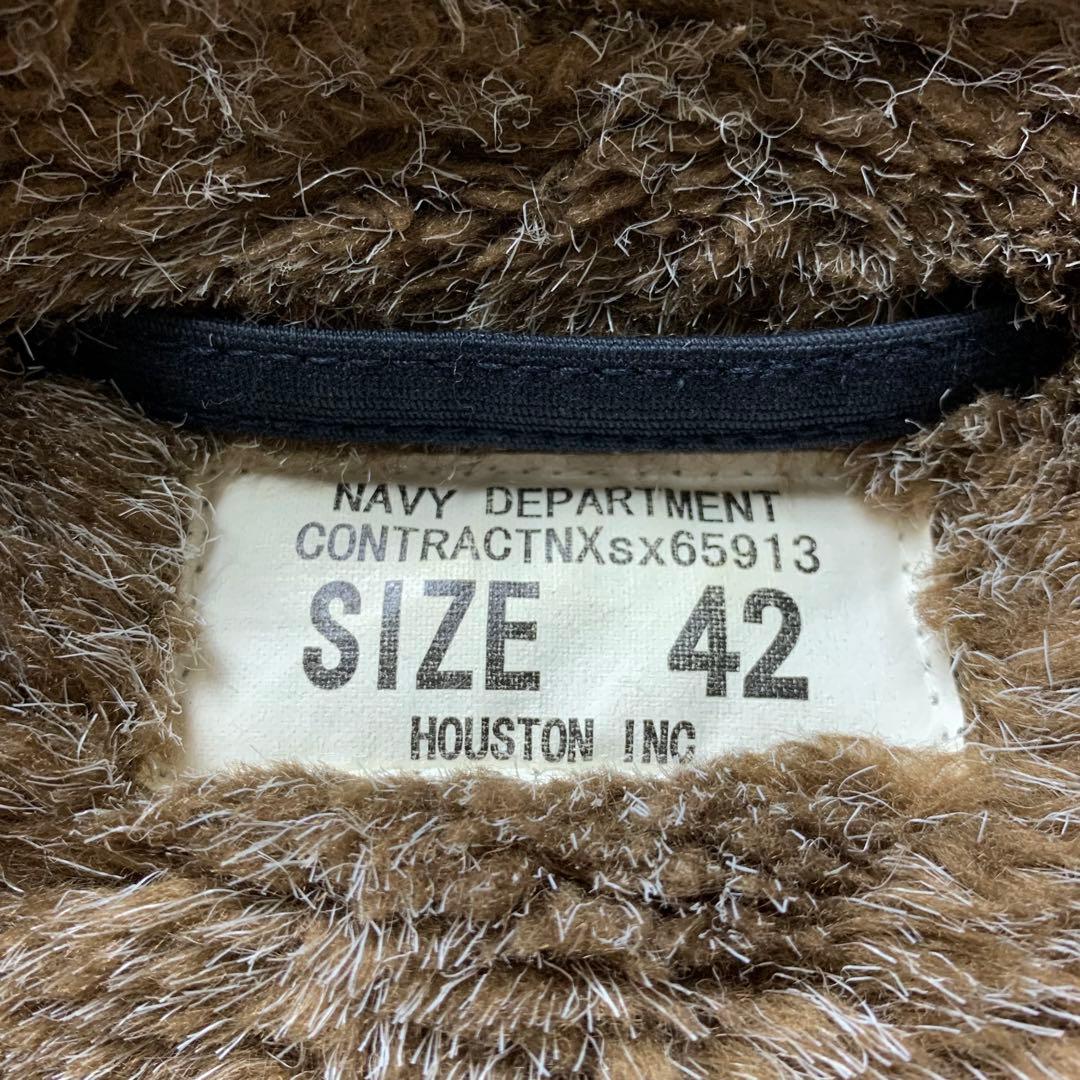 NAVY DEPARTMENT
CONTRACTNXsx65913
SIZE 42
HOUSTON INC